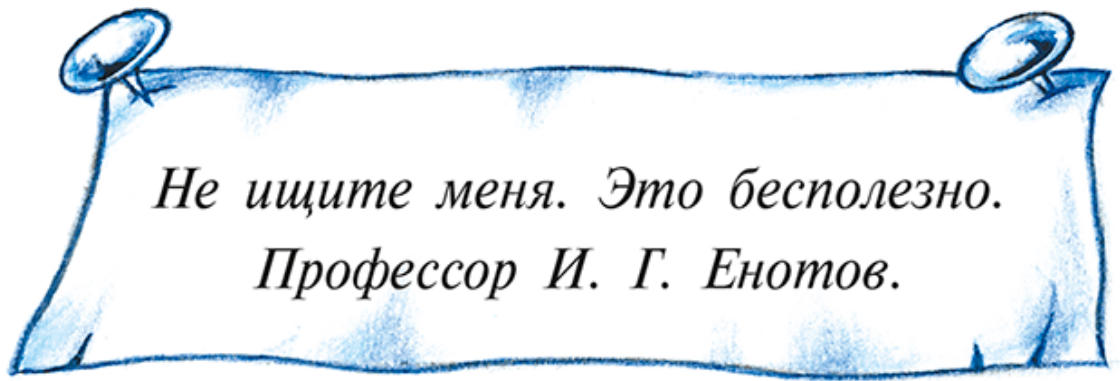 Не ищите меня. Это бесполезно.
Профессор И. Г. Енотов.